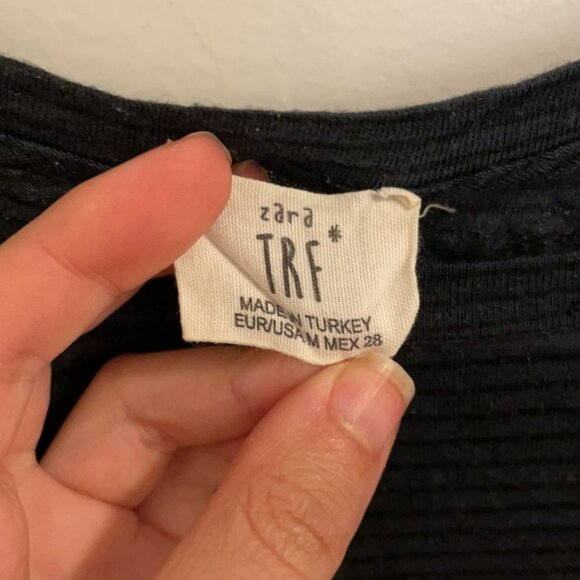 zara
TRF*
MADE IN TURKEY
EUR/USA M MEX 28